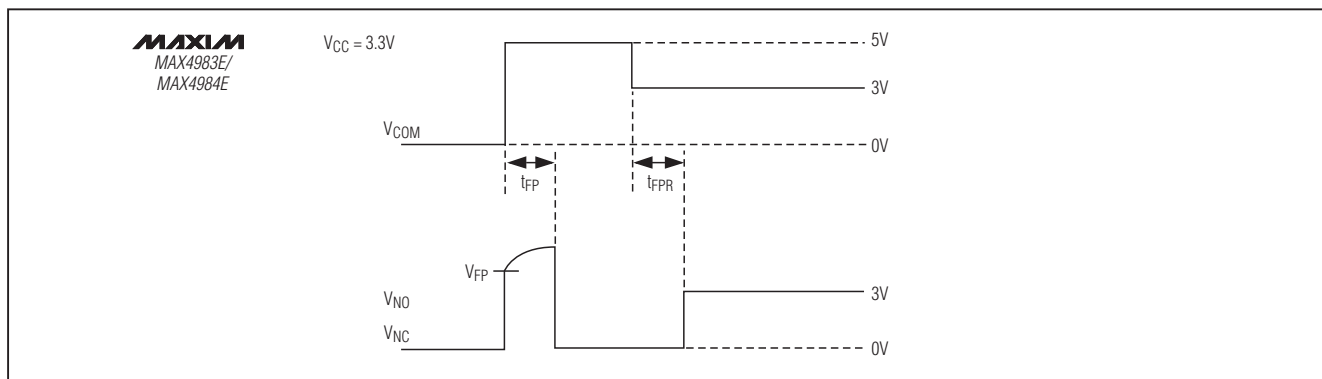 MAXIM
MAX4983E/
MAX4984E
VCC = 3.3V
5V
3V
VCOM
0V
tFP
tFPR
VFP
VNO
3V
VNC
0V